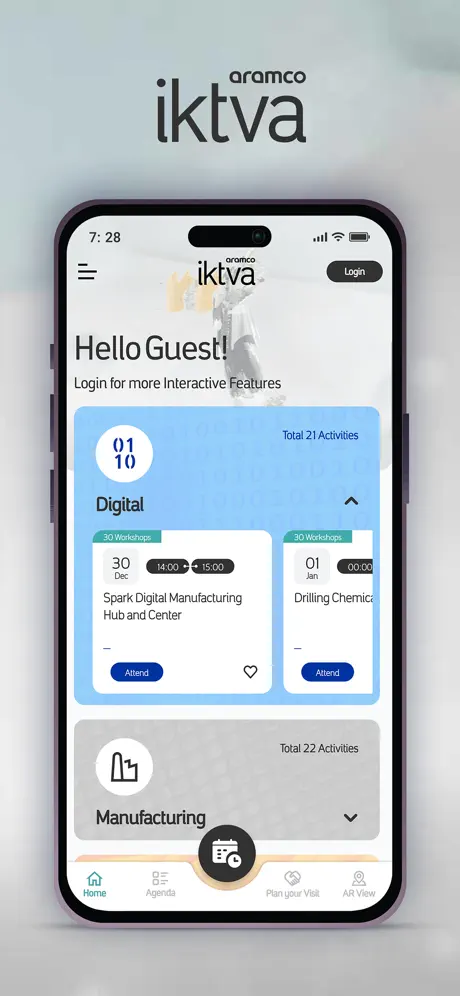 aramco
iktva
7: 28
aramco
iktva
Login
Hello Guest!
Login for more Interactive Features
01
10
Total 21 Activities
Digital
30 Workshops
30
Dec
14:00
15:00
Spark Digital Manufacturing
Hub and Center
Attend
30 Workshops
01
Jan
00:00
Drilling Chemica
Attend
Total 22 Activities
Manufacturing
Home
Agenda
Plan your Visit
AR View